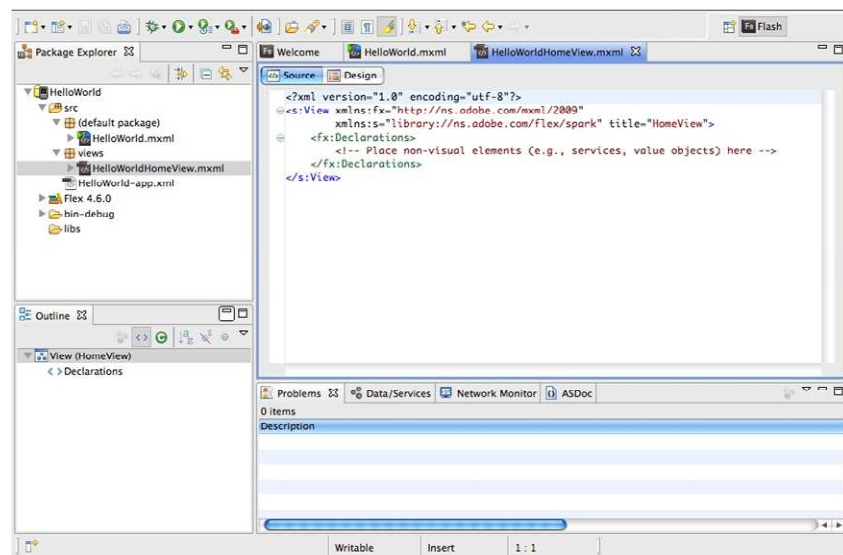 Flash
Package Explorer
HelloWorld
src
(default package)
HelloWorld.mxml
views
HelloWorldHomeView.mxml
HelloWorld-app.xml
Flex 4.6.0
bin-debug
libs
Outline
View (HomeView)
< > Declarations
Welcome
HelloWorld.mxml
HelloWorldHomeView.mxml
Source
Design
<?xml version="1.0" encoding="utf-8"?>
<s:View xmlns:fx="http://ns.adobe.com/mxml/2009"
xmlns:s="library://ns.adobe.com/flex/spark" title="HomeView">
<fx:Declarations>
<!-- Place non-visual elements (e.g., services, value objects) here -->
</fx:Declarations>
</s:View>
Problems
Data/Services
Network Monitor
ASDoc
0 items
Description
Writable
Insert
1 : 1